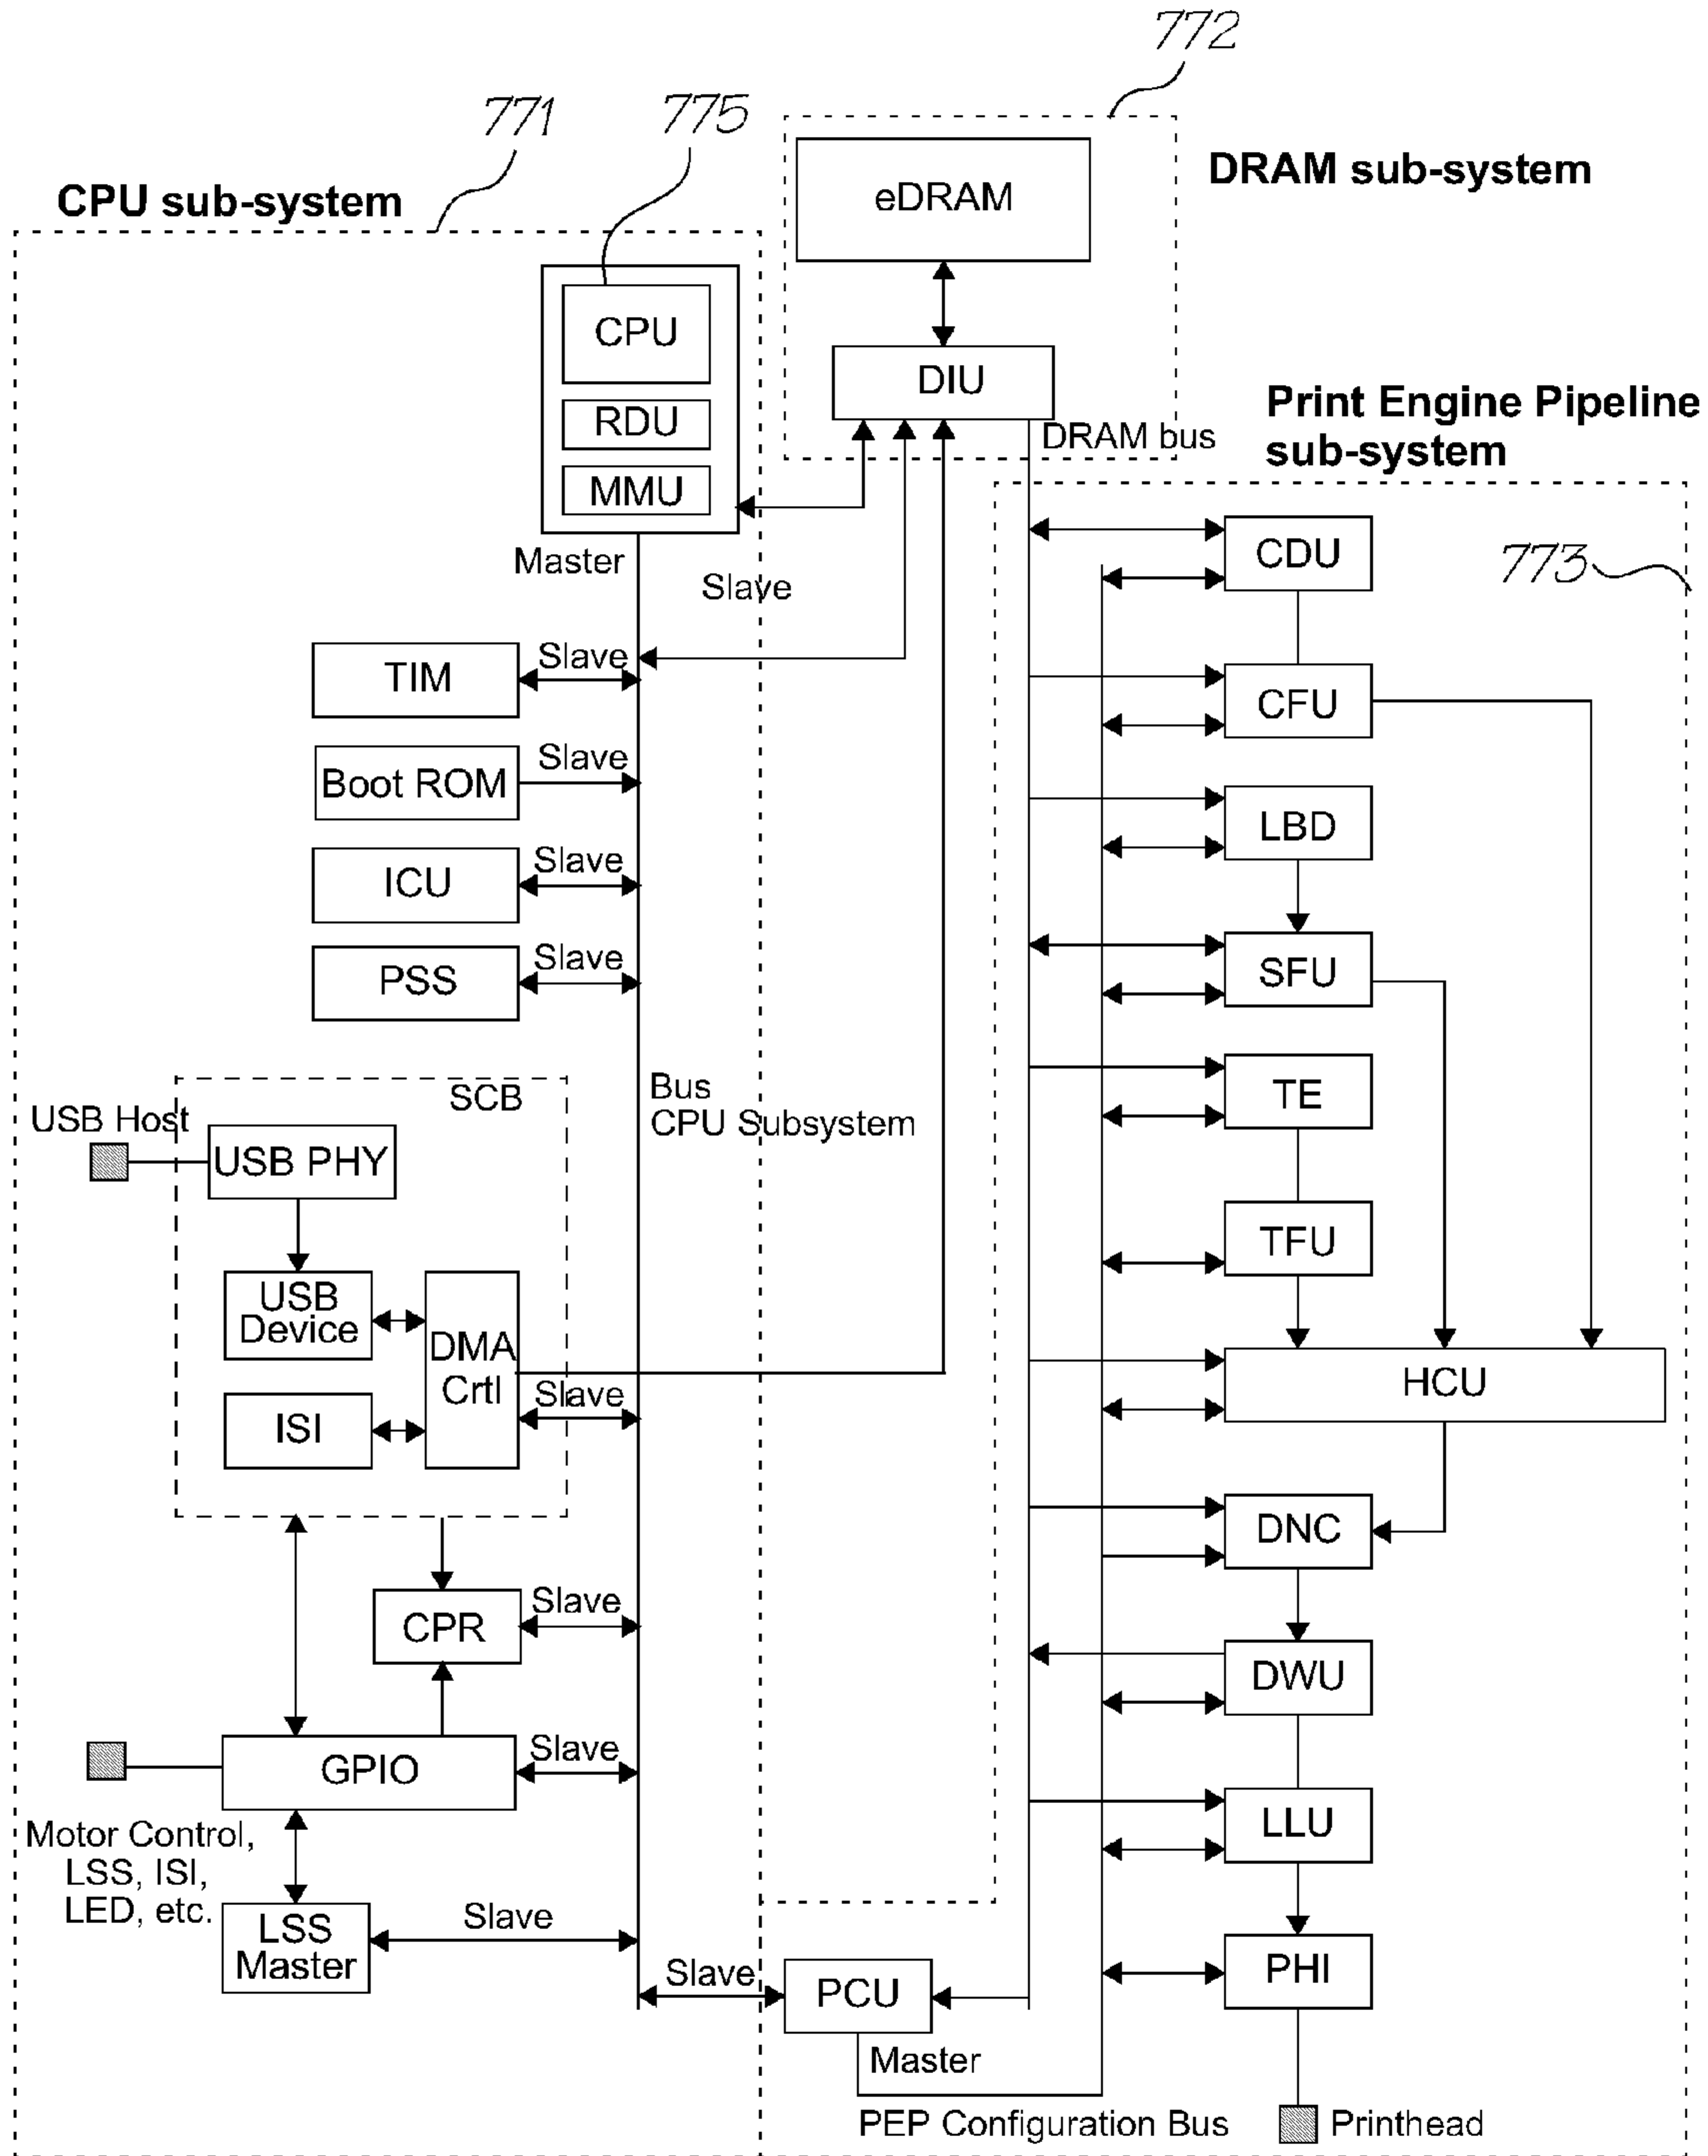 772
771
775
DRAM sub-system
CPU sub-system
eDRAM
CPU
DIU
Print Engine Pipeline
sub-system
RDU
DRAM bus
MMU
Master
Slave
CDU
773
TIM
Slave
CFU
Boot ROM
Slave
LBD
ICU
Slave
PSS
Slave
SFU
SCB
Bus
CPU Subsystem
TE
USB Host
USB PHY
TFU
USB
Device
DMA
Crtl
Slave
HCU
ISI
DNC
CPR
Slave
DWU
GPIO
Slave
Motor Control,
LSS, ISI,
LED, etc.
LLU
LSS
Master
Slave
Slave
PCU
PHI
Master
PEP Configuration Bus
Printhead